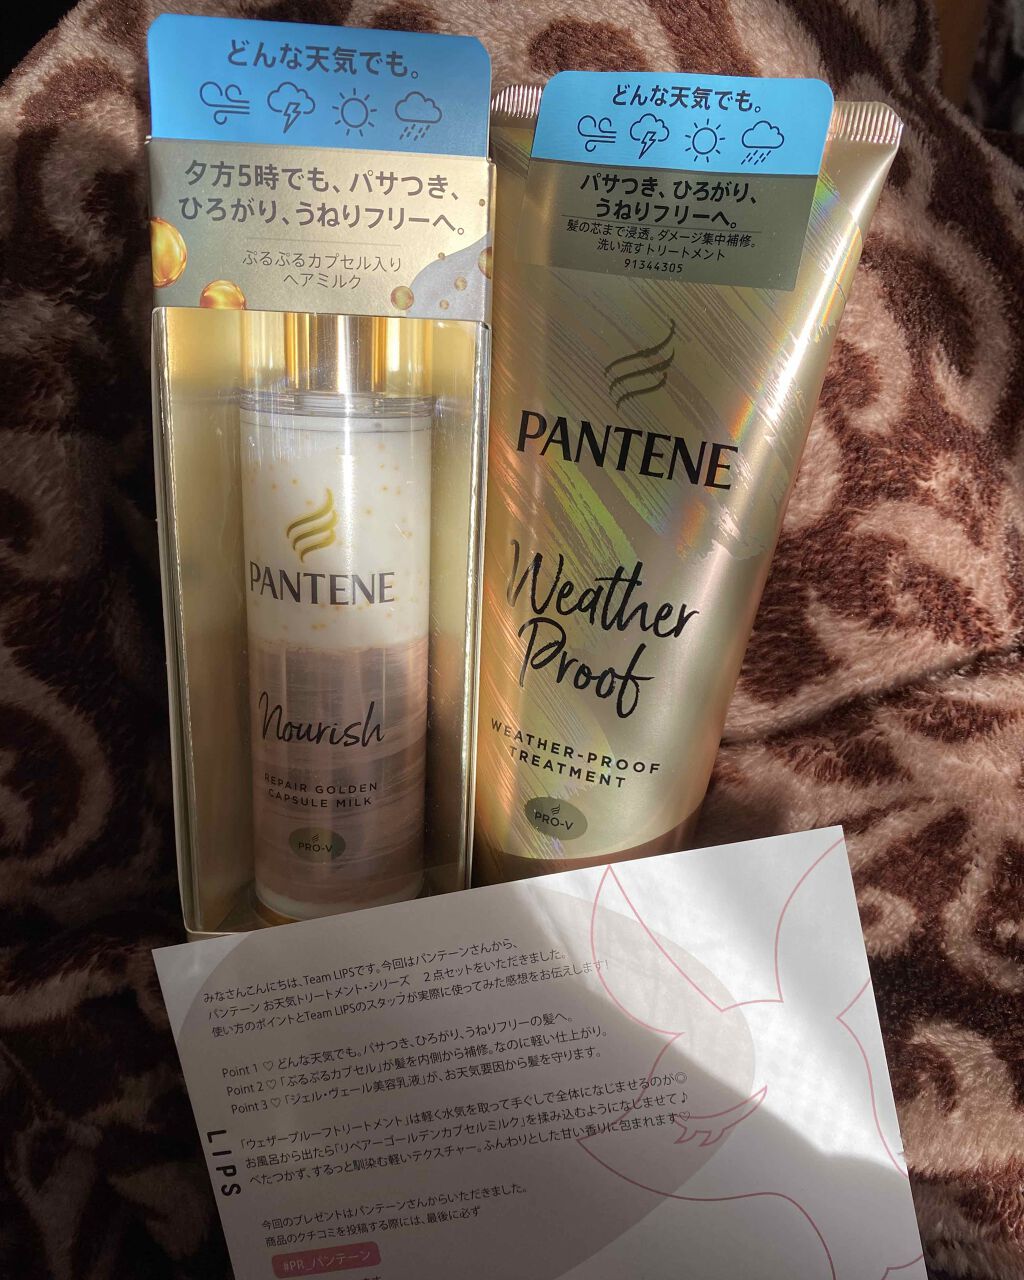 どんな天気でも。
夕方5時でも、パサつき、
ひろがり、うねりフリーへ。
ぷるぷるカプセル入り
ヘアミルク
PANTENE
Nourish
REPAIR GOLDEN
CAPSULE MILK
PRO-V
どんな天気でも。
パサつき、ひろがり、
うねりフリーへ。
髪の芯まで浸透。ダメージ集中補修。
洗い流すトリートメント
91344305
PANTENE
Weather
Proof
WEATHER-PROOF
TREATMENT
PRO-V
みなさんこんにちは、Team LIPSです。今回はパンテーンさんから、
パンテーン お天気トリートメント・シリーズ 2点セットをいただきました。
使い方のポイントとTeam LIPSのスタッフが実際に使ってみた感想をお伝えします!
Point 1 ♡ どんな天気でも。パサつき、ひろがり、うねりフリーの髪へ。
Point 2 ♡「ぷるぷるカプセル」が髪を内側から補修。なのに軽い仕上がり。
Point 3 ♡「ジェル・ヴェール美容乳液」が、お天気要因から髪を守ります。
「ウェザープルーフトリートメント」は軽く水気を取って手ぐしで全体になじませるのが◎
お風呂から出たら「リペアーゴールデンカプセルミルク」を揉み込むようになじませて♪
べたつかず、するっと馴染む軽いテクスチャー。ふんわりとした甘い香りに包まれます♡
LIPS
今回のプレゼントはパンテーンさんからいただきました。
商品のクチコミを投稿する際には、最後に必ず
#PR_パンテーン